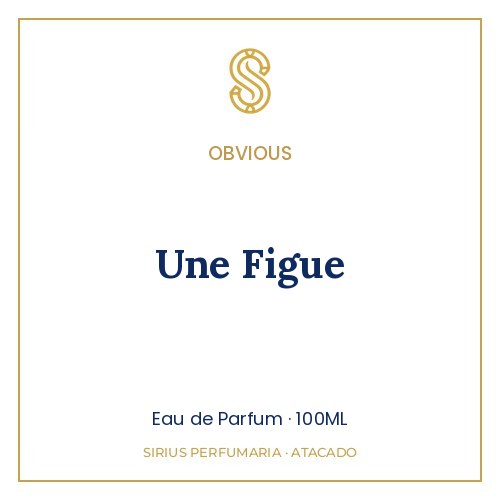 OBVIOUS
Une Figue
Eau de Parfum · 100ML
SIRIUS PERFUMARIA · ATACADO